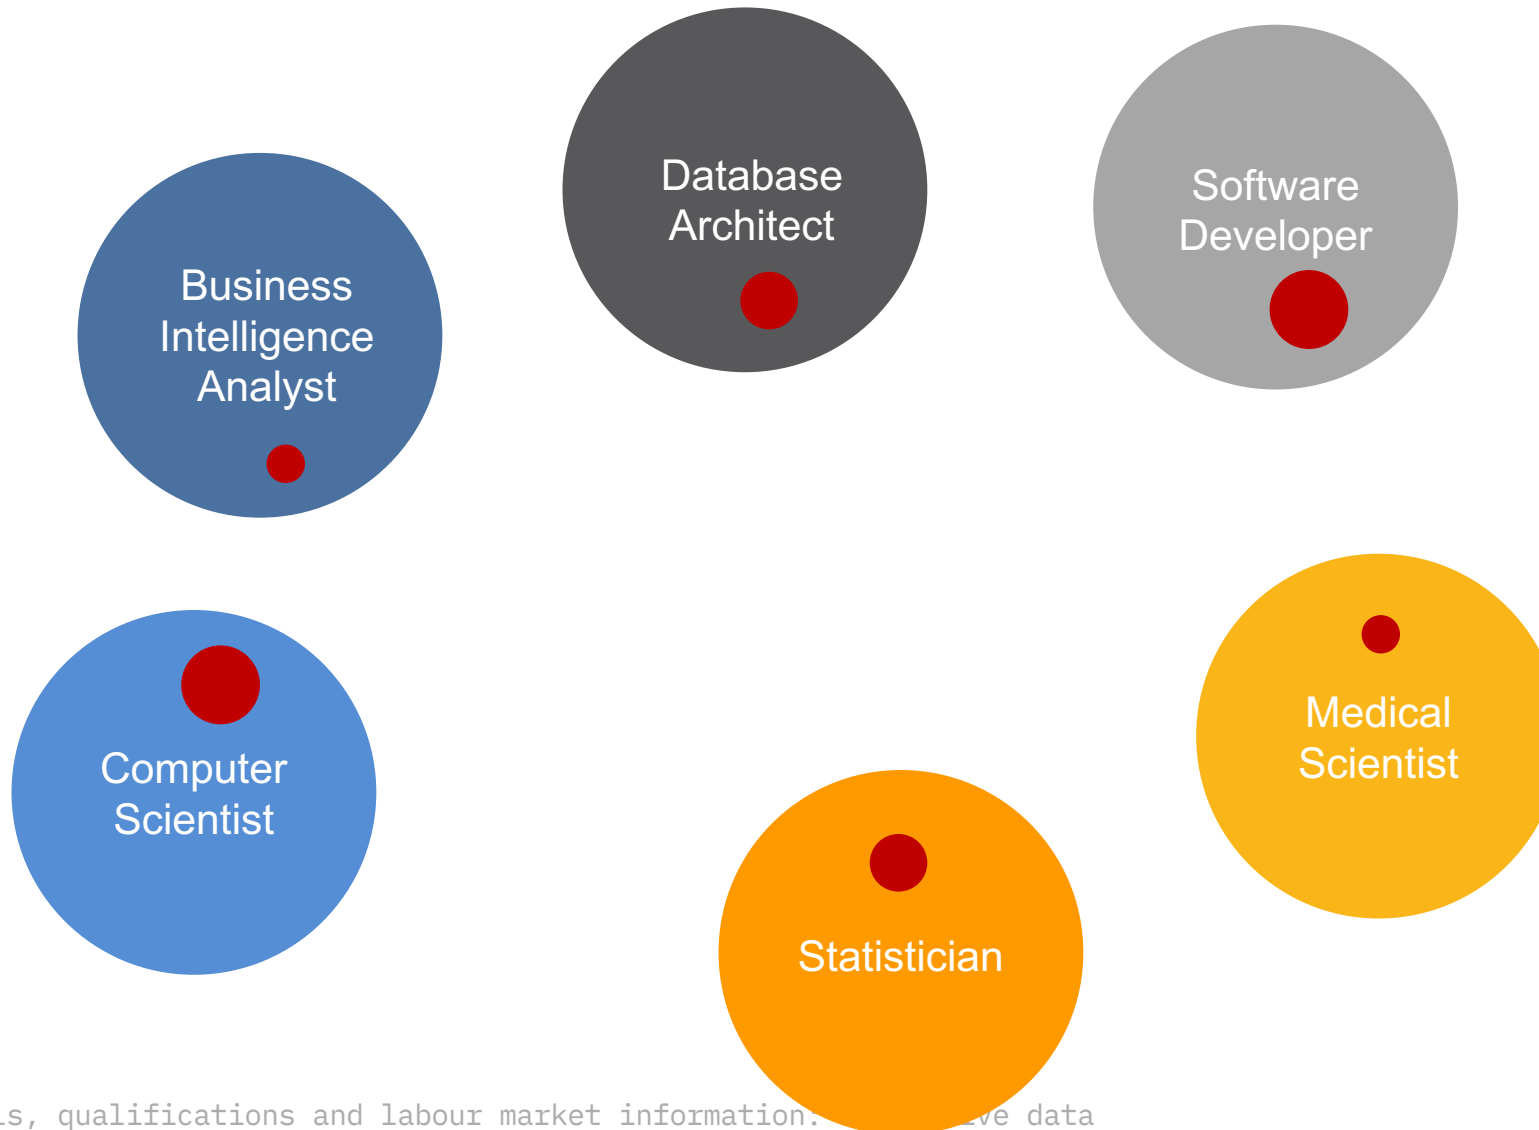 Database
Architect
Software
Developer
Business
Intelligence
Analyst
Medical
Scientist
Computer
Scientist
Statistician
qualifications and labour market information: data